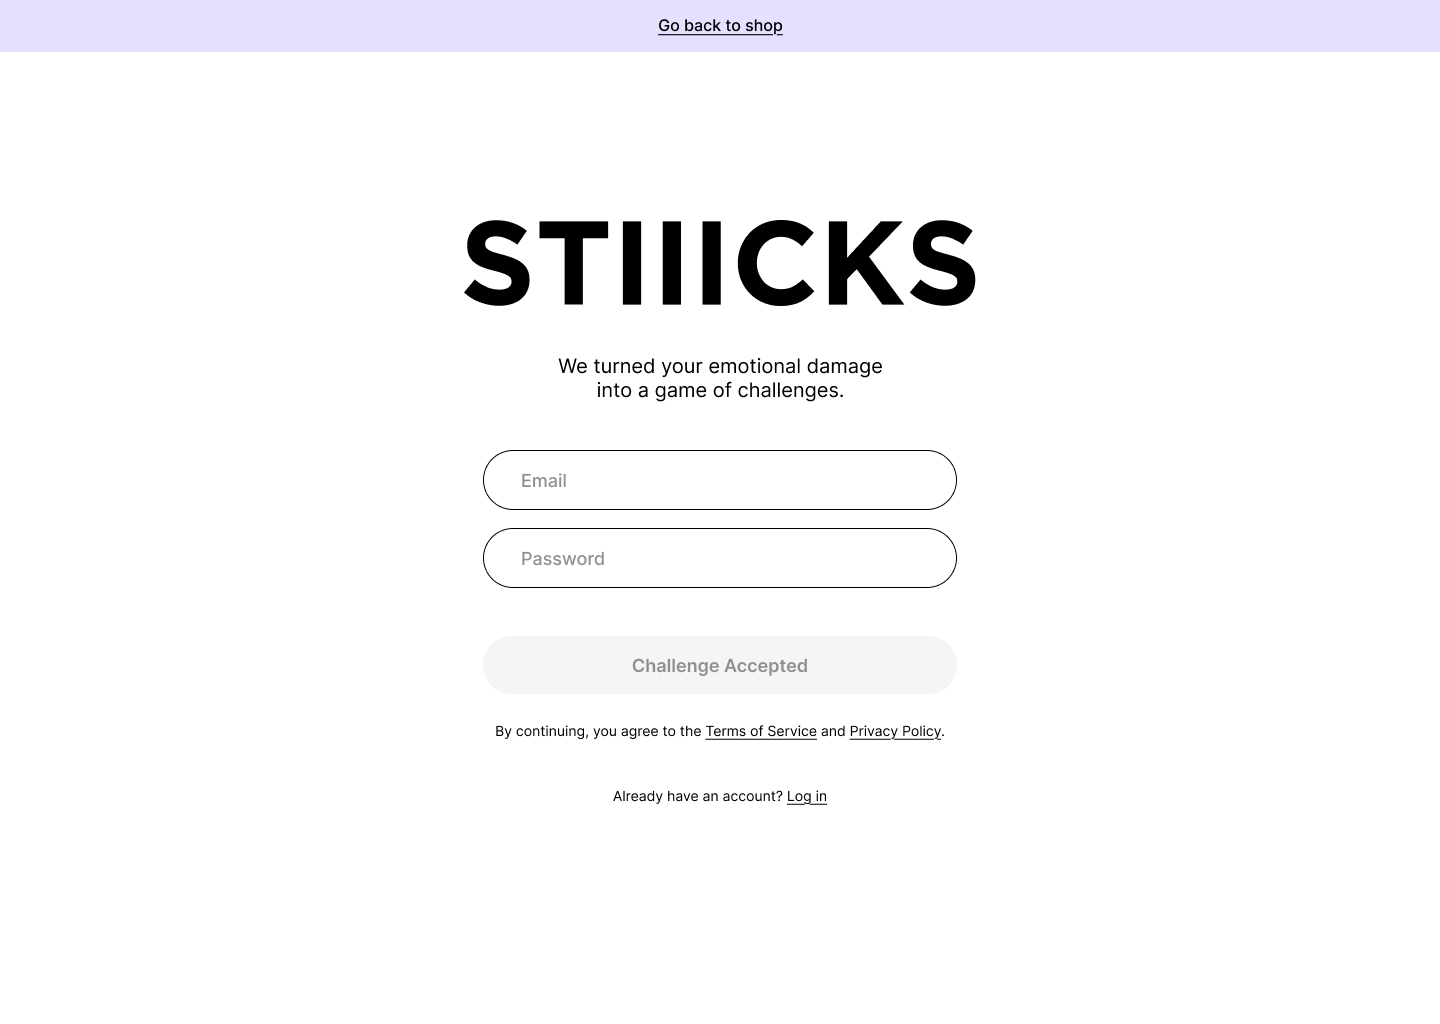 Go back to shop
STIIICKS
We turned your emotional damage
into a game of challenges.
Email
Password
Challenge Accepted
By continuing, you agree to the Terms of Service and Privacy Policy.
Already have an account? Log in